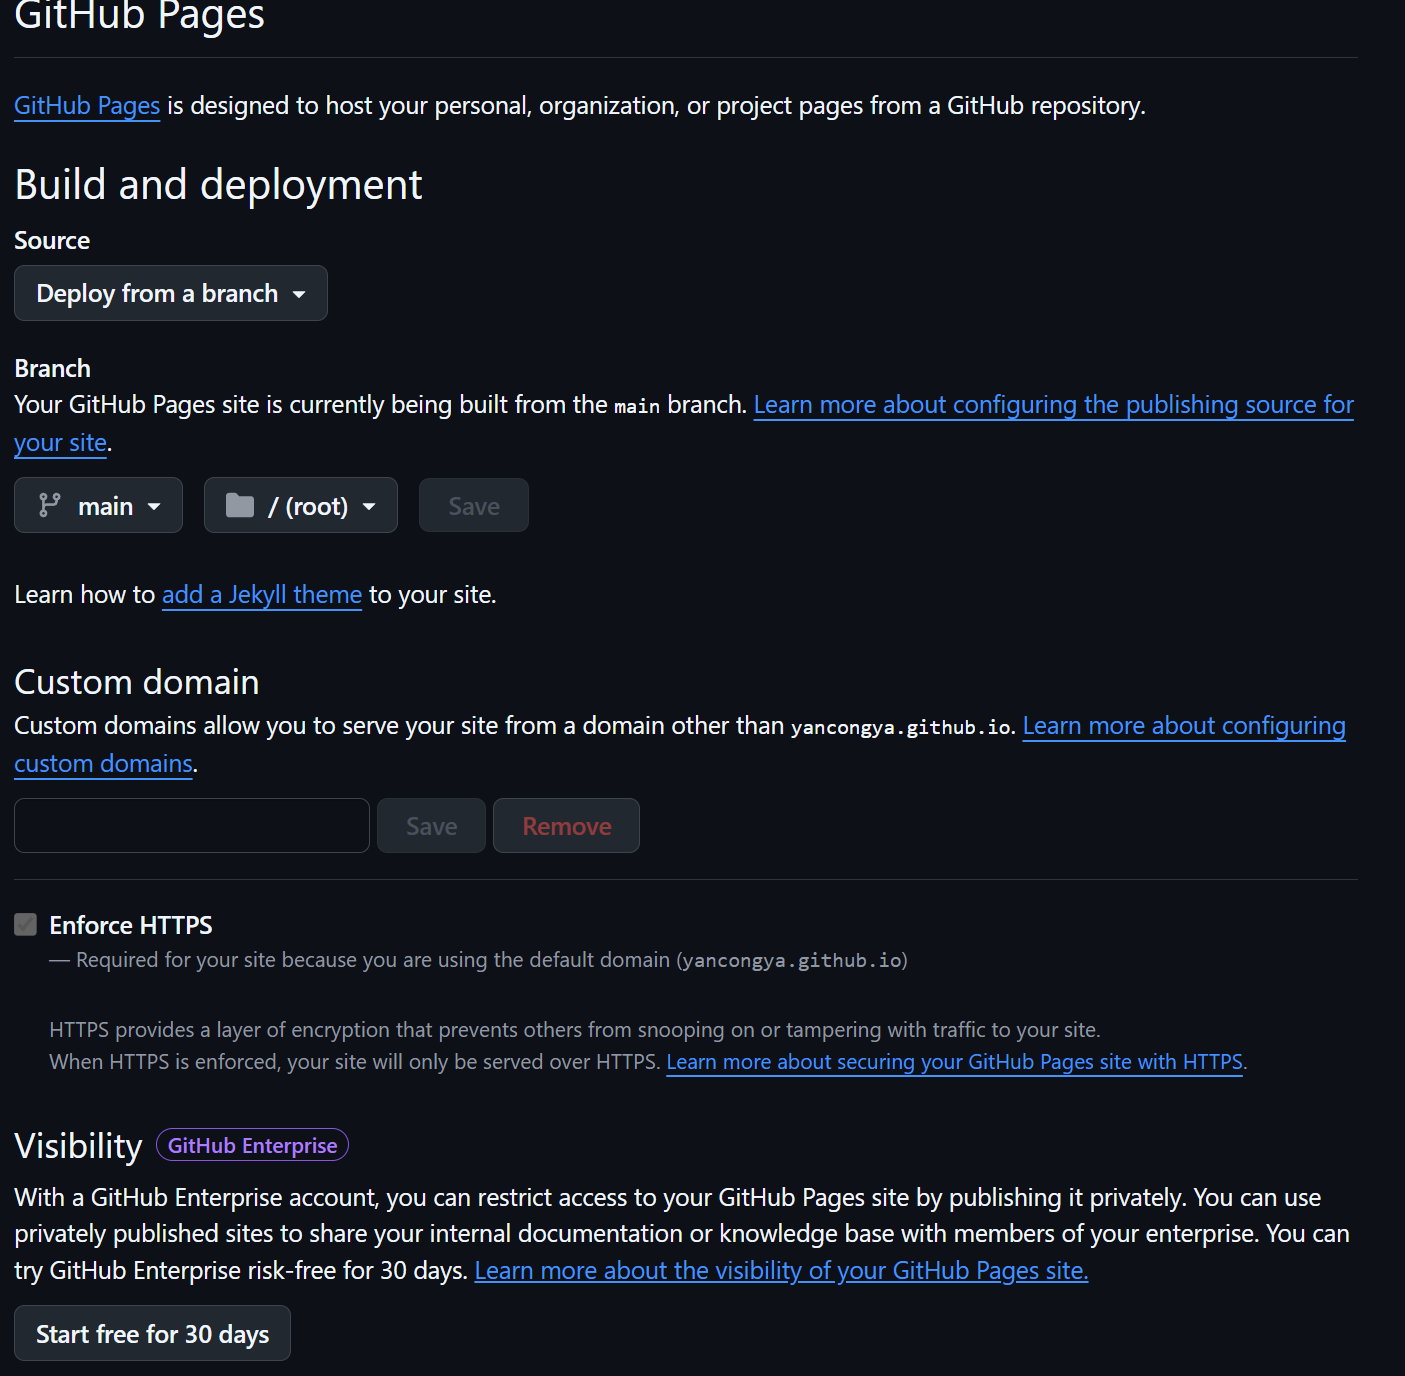 GitHub Pages
GitHub Pages is designed to host your personal, organization, or project pages from a GitHub repository.
Build and deployment
Source
Deploy from a branch
Branch
Your GitHub Pages site is currently being built from the main branch. Learn more about configuring the publishing source for
your site.
main / (root) Save
Learn how to add a Jekyll theme to your site.
Custom domain
Custom domains allow you to serve your site from a domain other than yancongya.github.io. Learn more about configuring
custom domains.
Save Remove
Enforce HTTPS
— Required for your site because you are using the default domain (yancongya.github.io)
HTTPS provides a layer of encryption that prevents others from snooping on or tampering with traffic to your site.
When HTTPS is enforced, your site will only be served over HTTPS. Learn more about securing your GitHub Pages site with HTTPS.
Visibility GitHub Enterprise
With a GitHub Enterprise account, you can restrict access to your GitHub Pages site by publishing it privately. You can use
privately published sites to share your internal documentation or knowledge base with members of your enterprise. You can
try GitHub Enterprise risk-free for 30 days. Learn more about the visibility of your GitHub Pages site.
Start free for 30 days